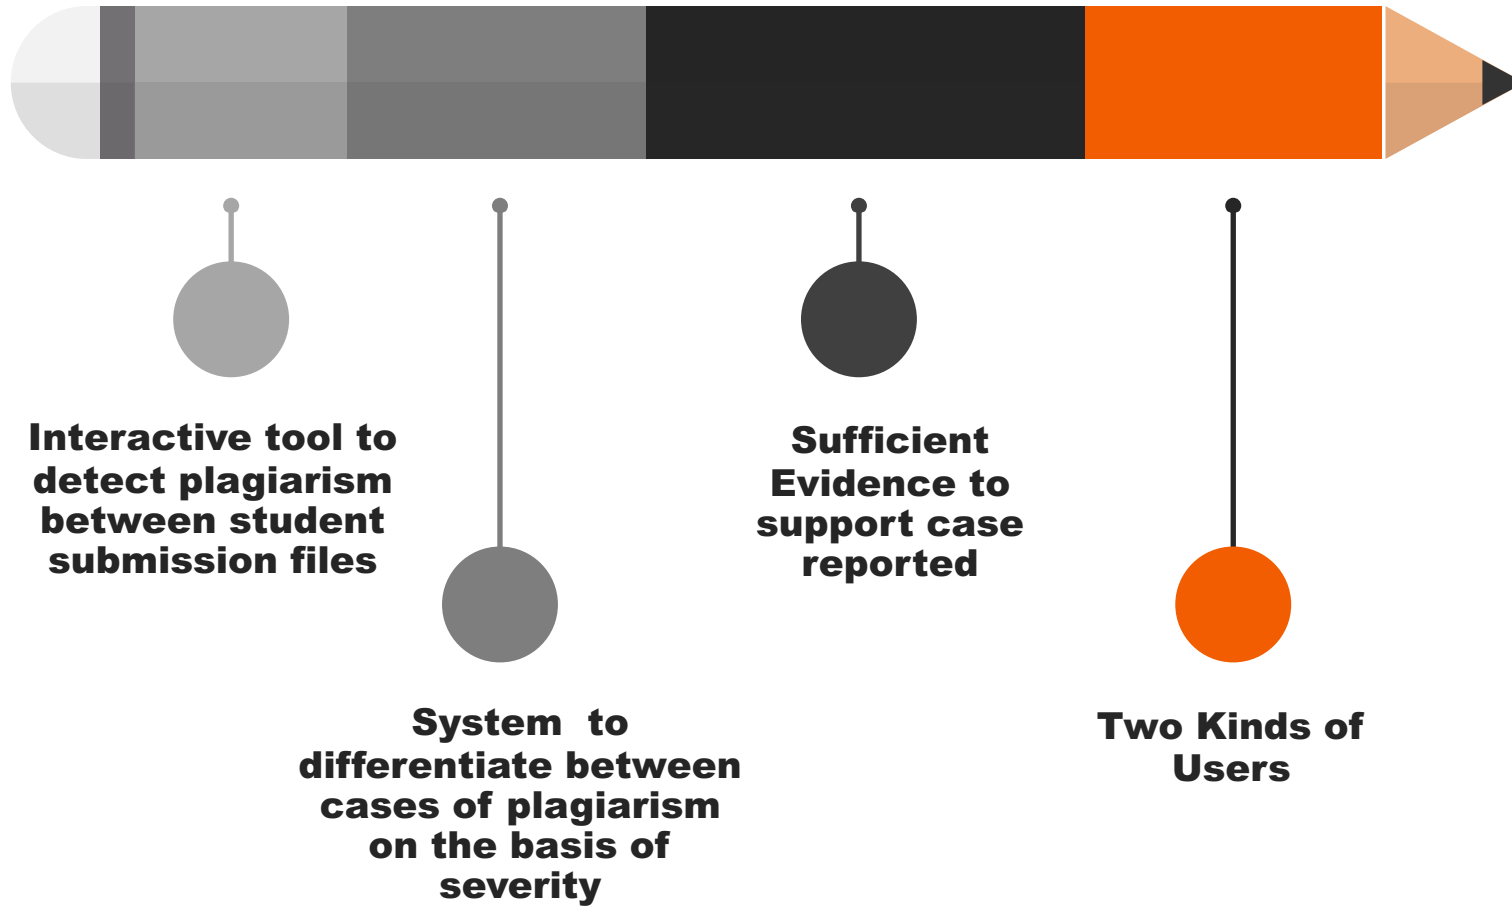 Interactive tool to
detect plagiarism
between student
submission files
System to
differentiate between
cases of plagiarism
on the basis of
severity
Sufficient
Evidence to
support case
reported
Two Kinds of
Users